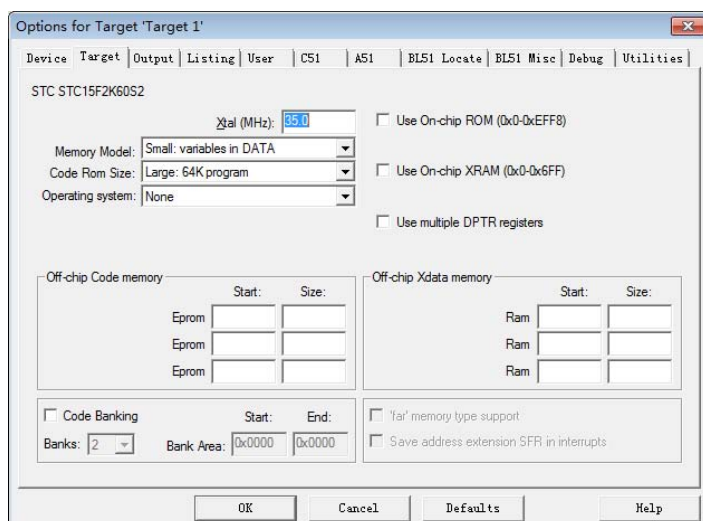 Options for Target 'Target 1'
Device Target Output Listing User C51 A51 BL51 Locate BL51 Misc Debug Utilities
STC STC15F2K60S2
Xtal (MHz): 35.0
Use On-chip ROM (0x0-0xEFF8)
Memory Model: Small: variables in DATA
Code Rom Size: Large: 64K program
Use On-chip XRAM (0x0-0x6FF)
Operating system: None
Use multiple DPTR registers
Off-chip Code memory
Start: Size:
Eprom
Eprom
Eprom
Off-chip Xdata memory
Start: Size:
Ram
Ram
Ram
Code Banking Start: End:
Banks: 2 Bank Area: 0x0000 0x0000
'far' memory type support
Save address extension SFR in interrupts
OK Cancel Defaults Help